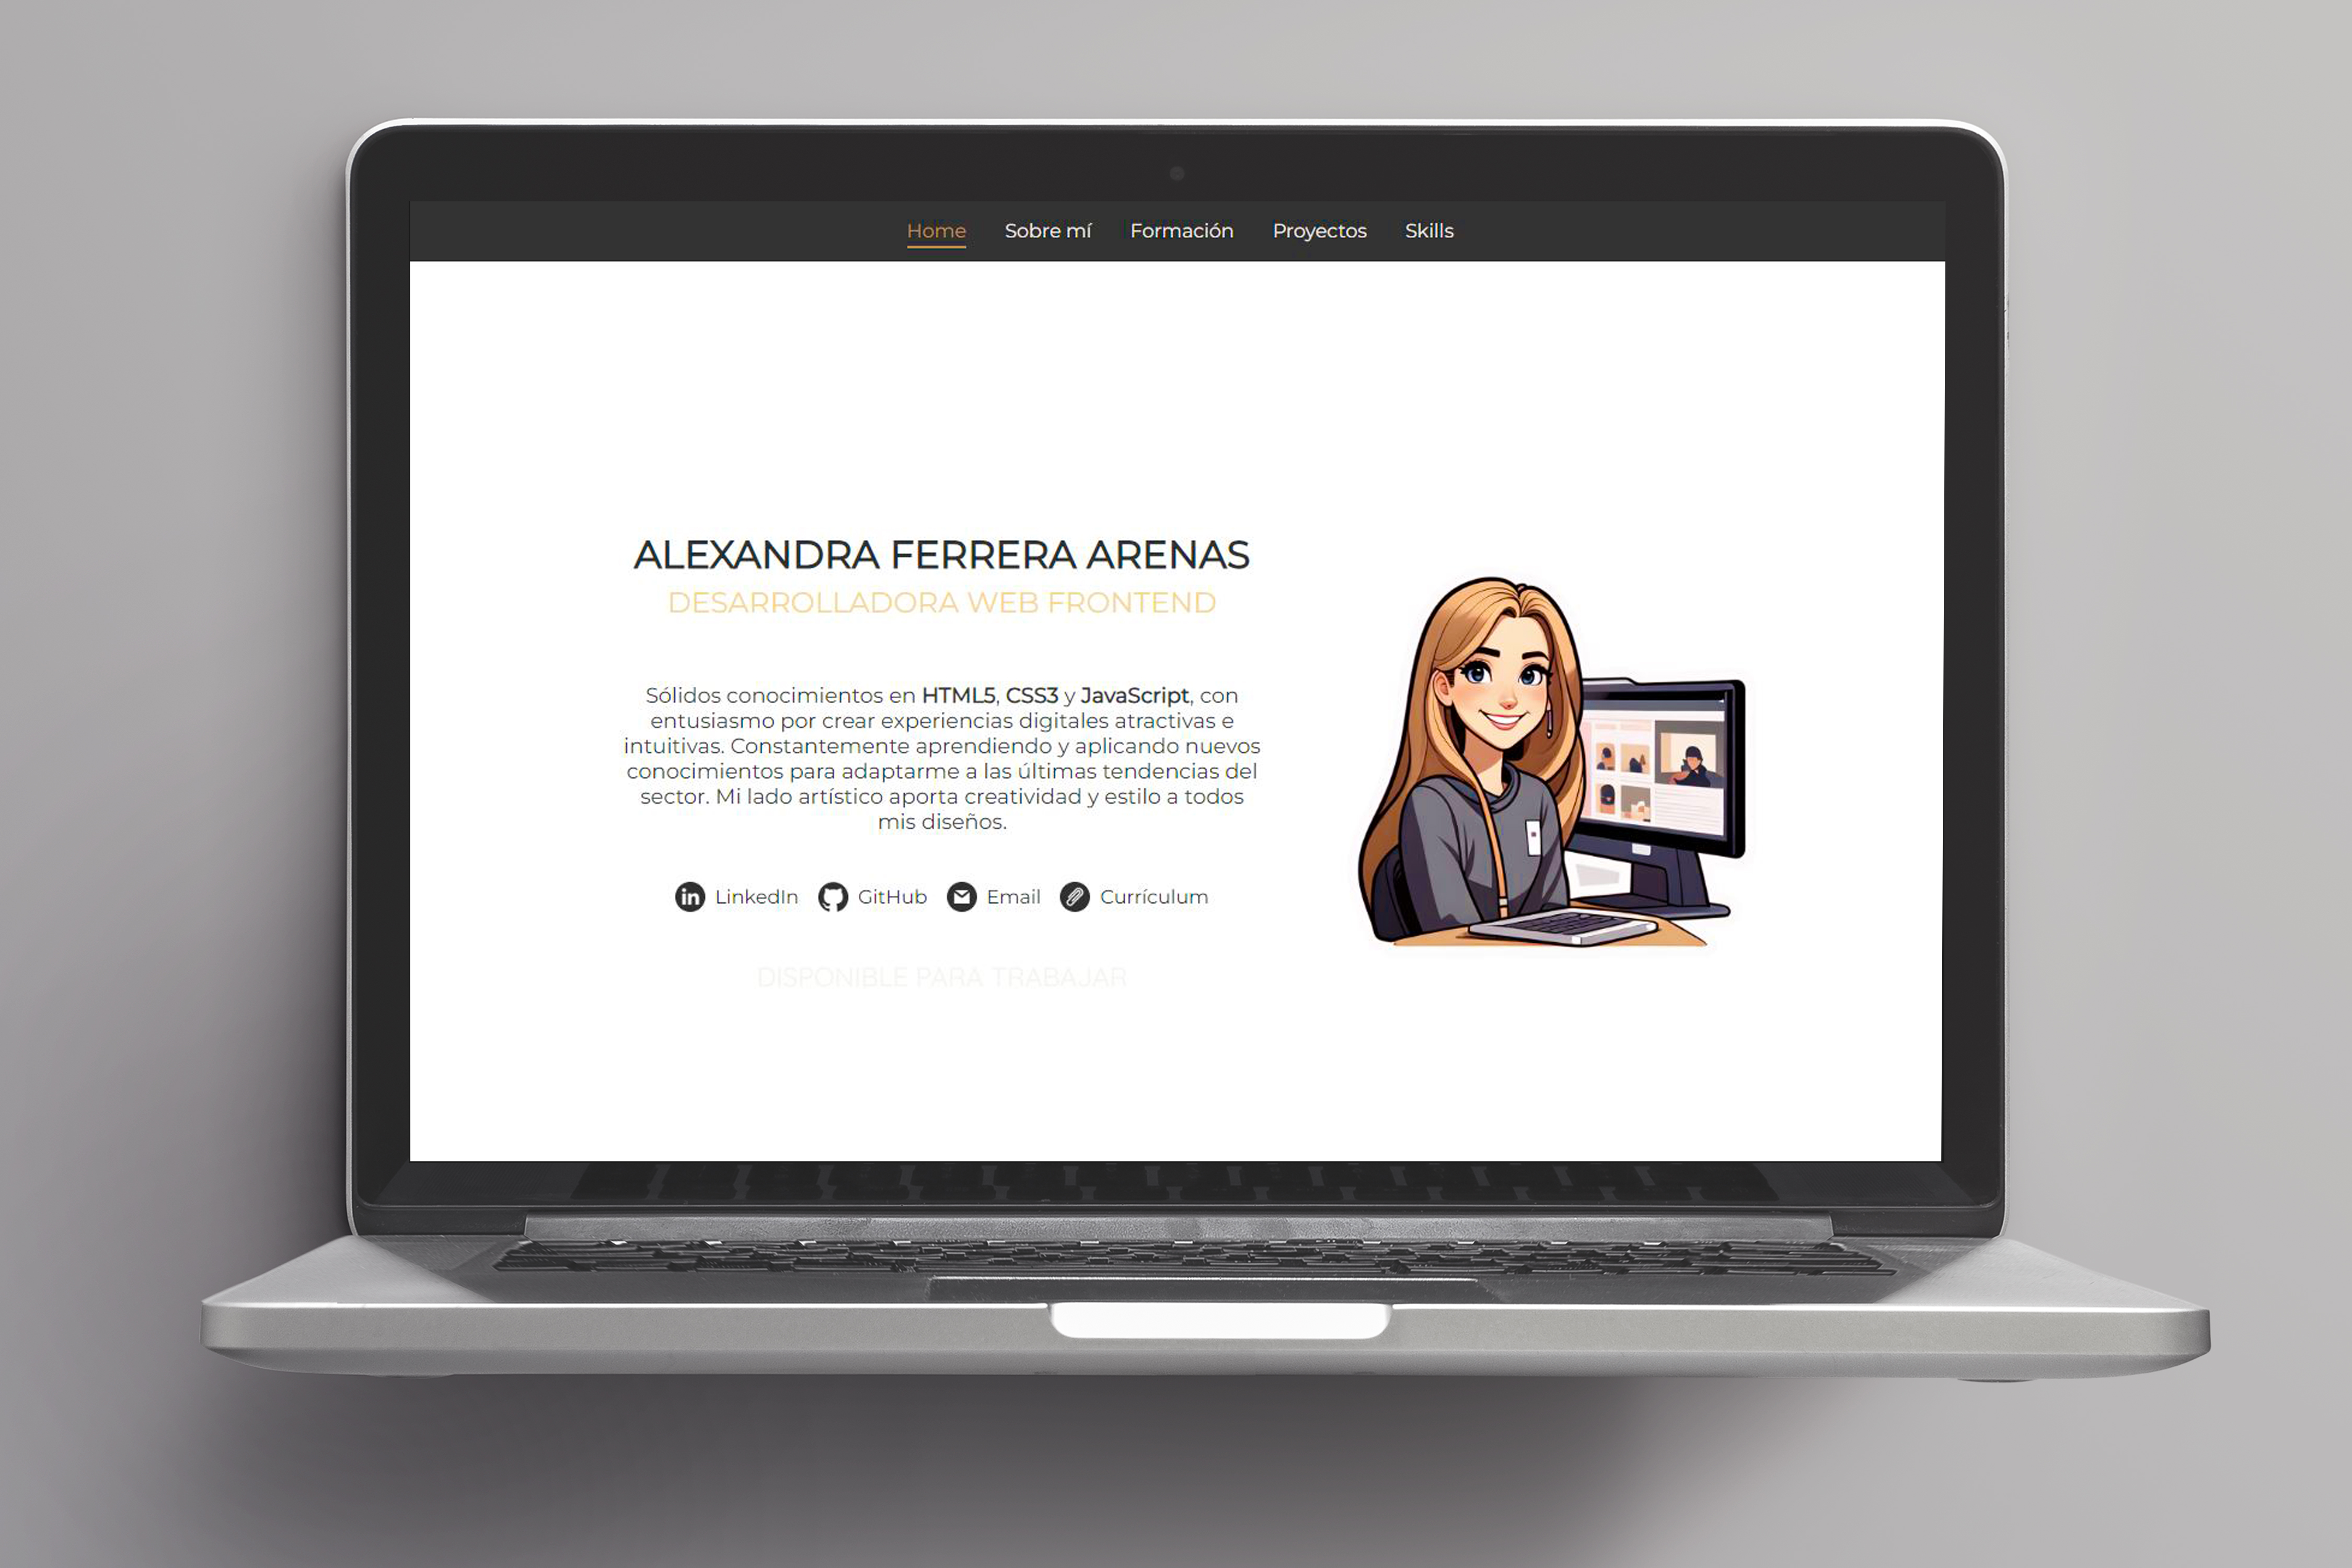 Home Sobre mí Formación Proyectos Skills
ALEXANDRA FERRERA ARENAS
DESARROLLADORA WEB FRONTEND
Sólidos conocimientos en HTML5, CSS3 y JavaScript, con
entusiasmo por crear experiencias digitales atractivas e
intuitivas. Constantemente aprendiendo y aplicando nuevos
conocimientos para adaptarme a las últimas tendencias del
sector. Mi lado artístico aporta creatividad y estilo a todos
mis diseños.
LinkedIn GitHub Email Currículum
DISPONIBLE PARA TRABAJAR